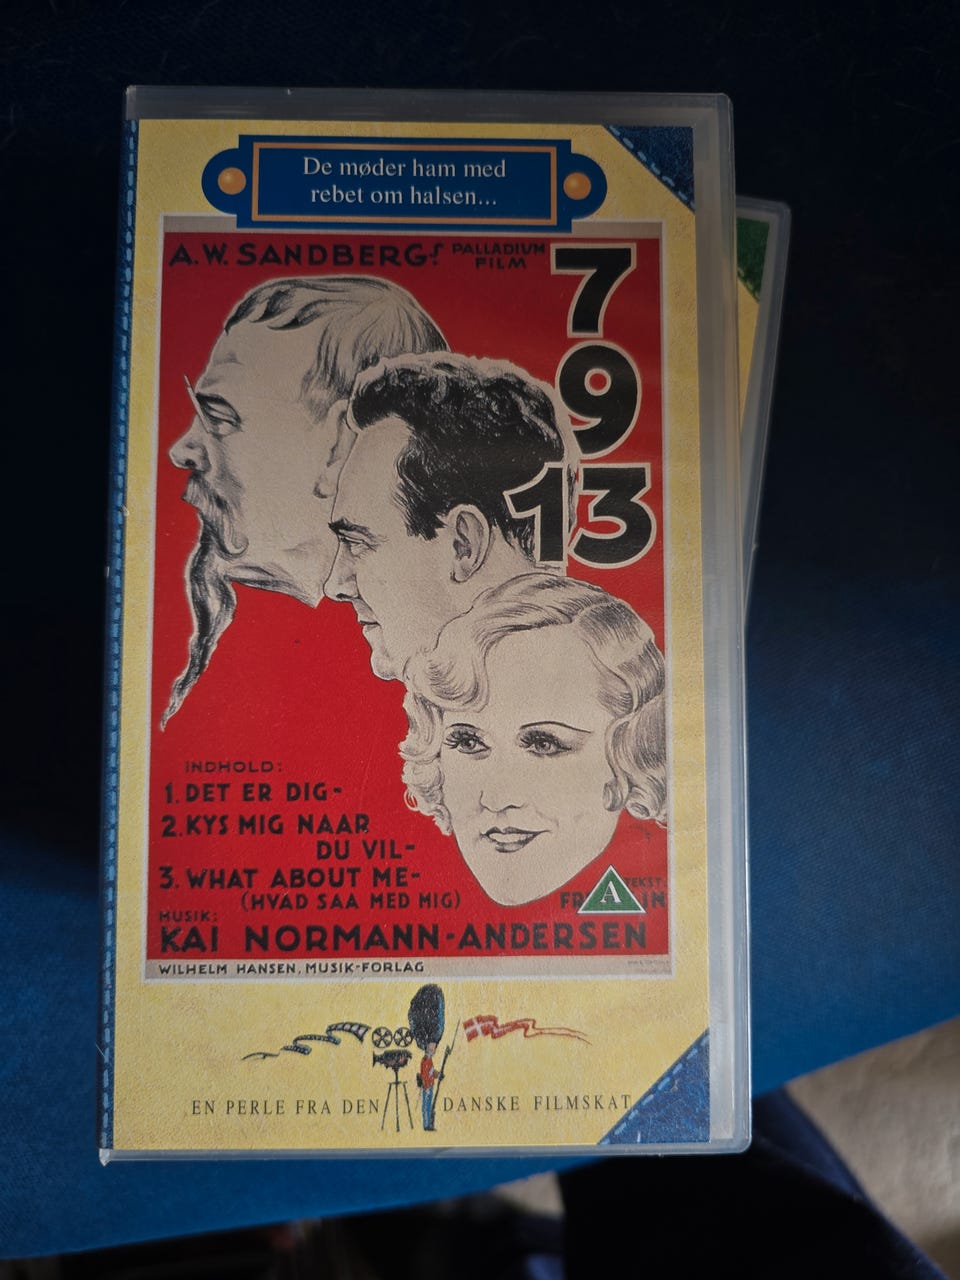 De møder ham med
rebet om halsen...
A.W. SANDBERG's PALLADIUM FILM
7
9
13
INDHOLD:
1. DET ER DIG-
2. KYS MIG NAAR
DU VIL-
3. WHAT ABOUT ME-
(HVAD SAA MED MIG)
TEKST:
A
MUSIK:
KAI NORMANN-ANDERSEN
WILHELM HANSEN, MUSIK-FORLAG
EN PERLE FRA DEN DANSKE FILMSKAT